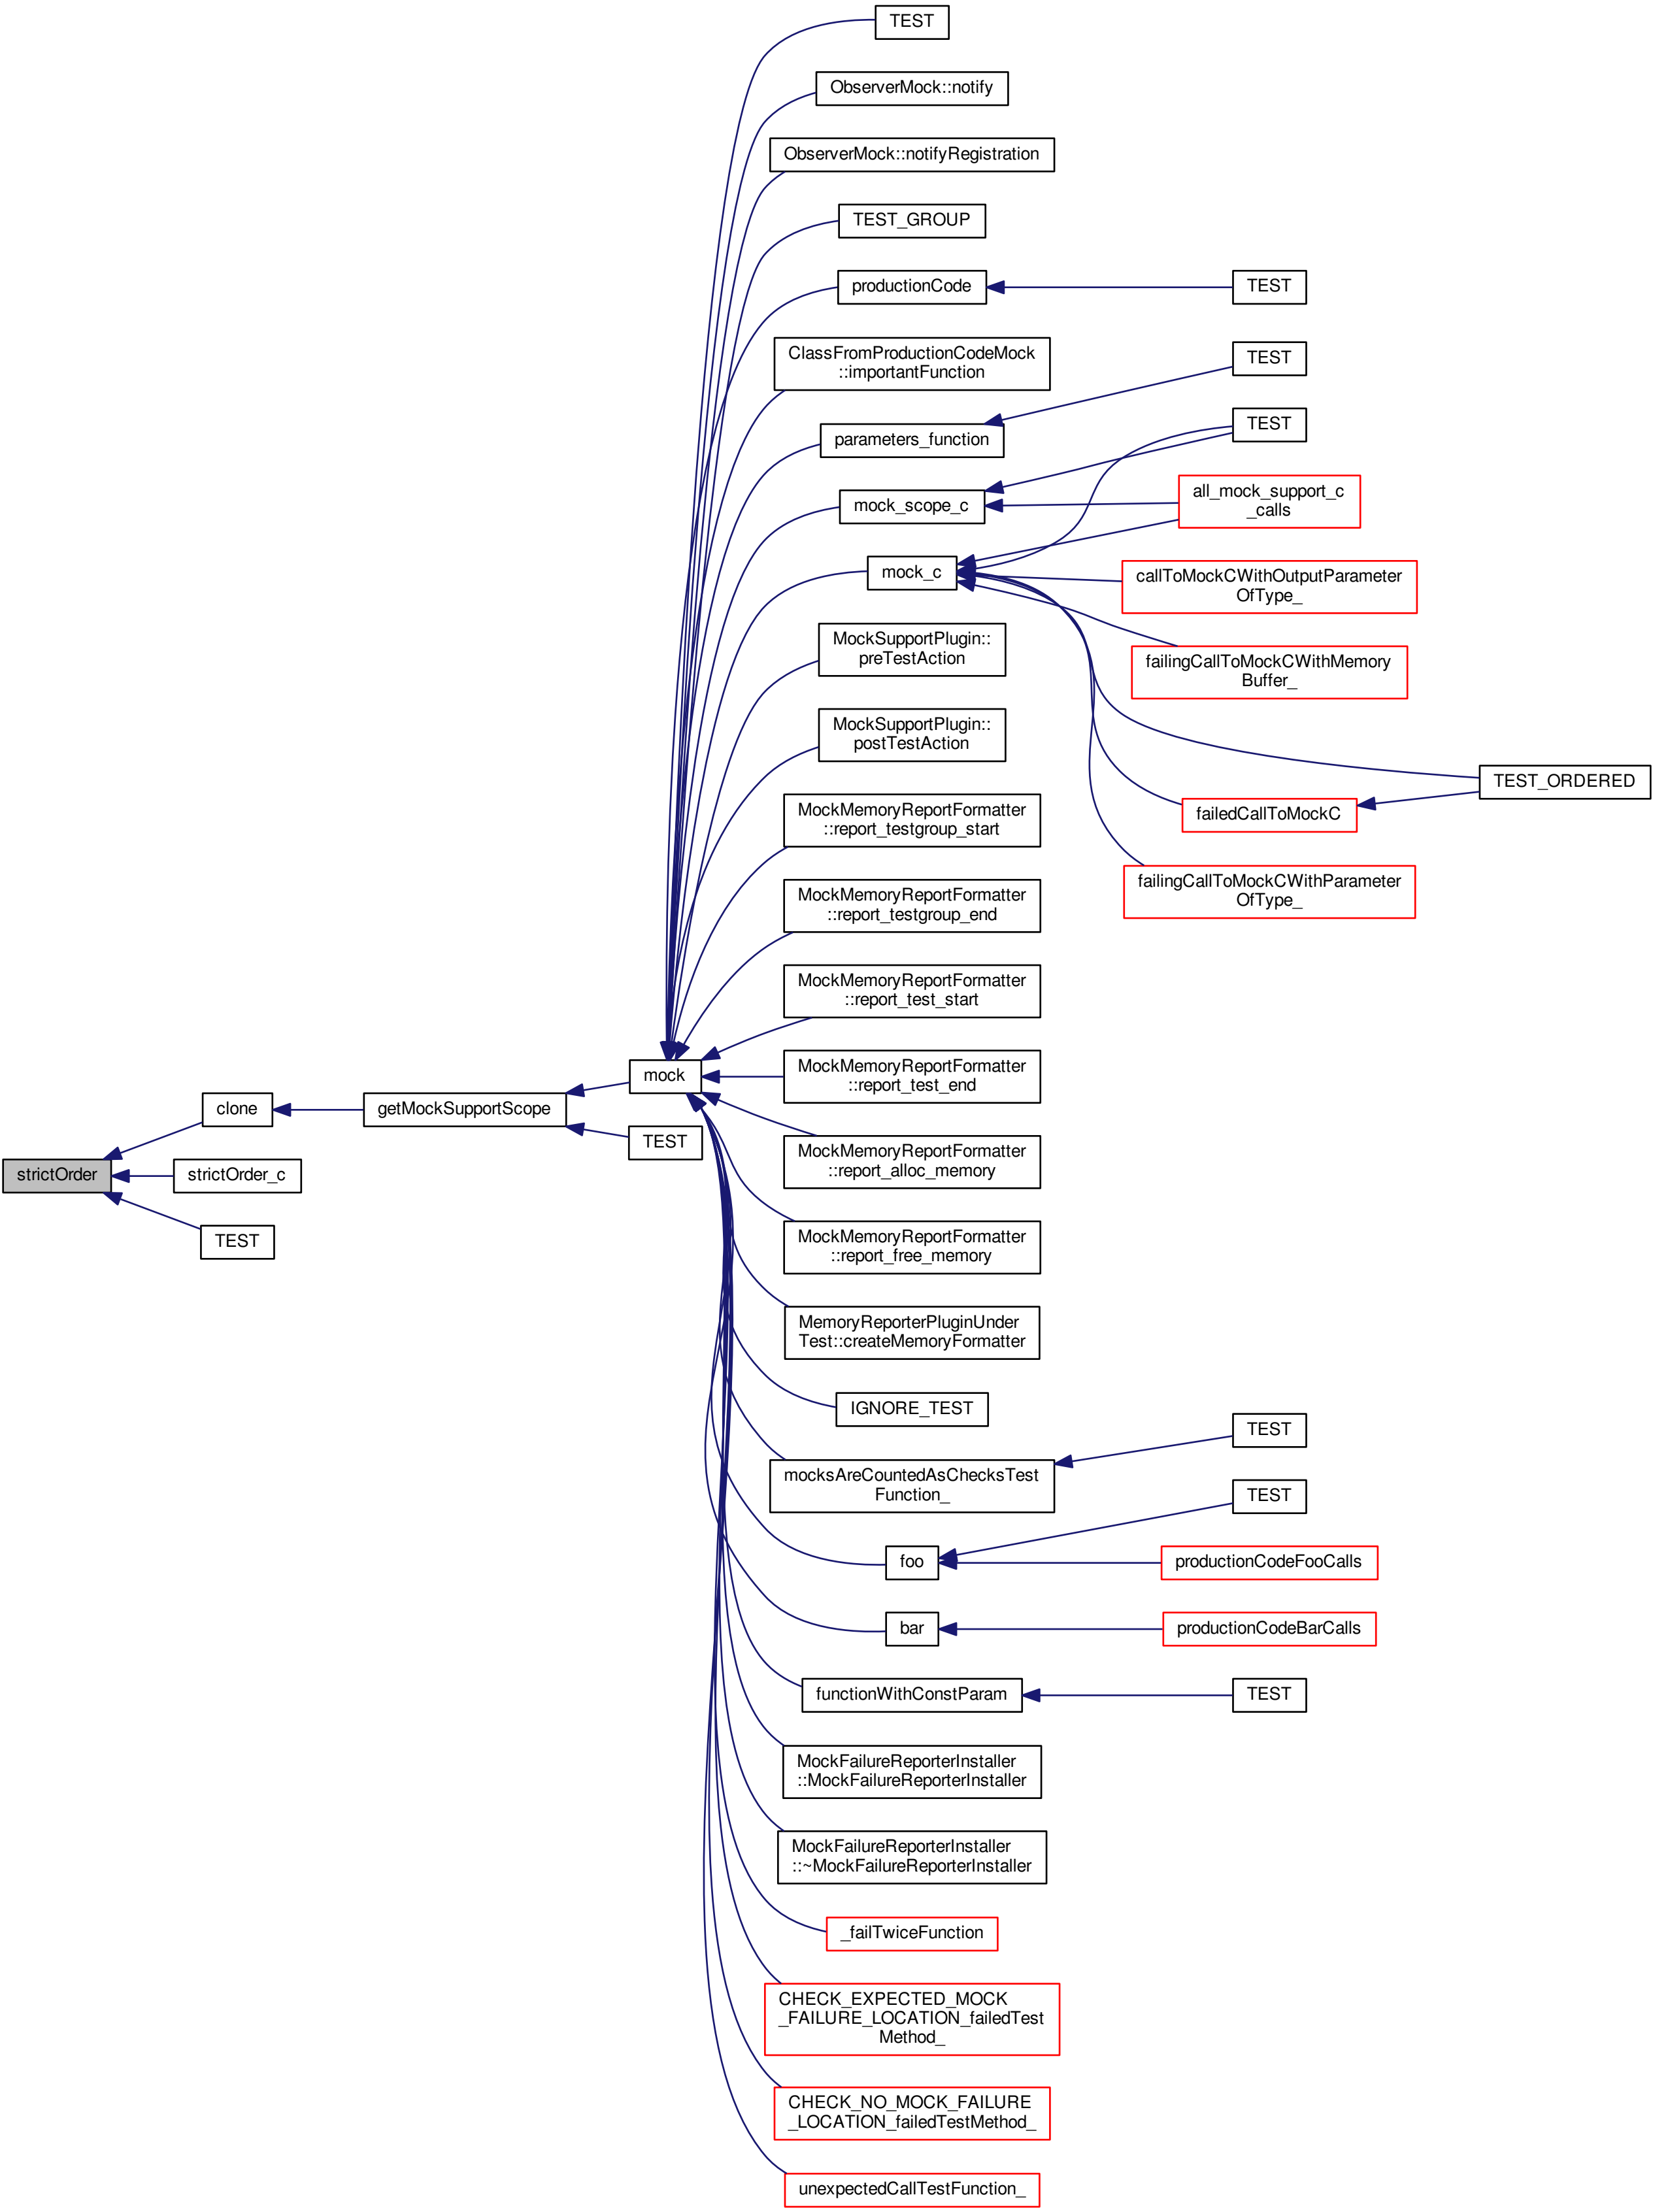 TEST
ObserverMock::notify
ObserverMock::notifyRegistration
TEST_GROUP
productionCode
TEST
ClassFromProductionCodeMock
::importantFunction
TEST
parameters_function
TEST
mock_scope_c
all_mock_support_c
_calls
mock_c
callToMockCWithOutputParameter
OfType_
MockSupportPlugin::
preTestAction
failingCallToMockCWithMemory
Buffer_
MockSupportPlugin::
postTestAction
TEST_ORDERED
MockMemoryReportFormatter
::report_testgroup_start
failedCallToMockC
MockMemoryReportFormatter
::report_testgroup_end
failingCallToMockCWithParameter
OfType_
MockMemoryReportFormatter
::report_test_start
mock
MockMemoryReportFormatter
::report_test_end
clone
getMockSupportScope
TEST
MockMemoryReportFormatter
::report_alloc_memory
strictOrder
strictOrder_c
TEST
MockMemoryReportFormatter
::report_free_memory
MemoryReporterPluginUnder
Test::createMemoryFormatter
IGNORE_TEST
TEST
mocksAreCountedAsChecksTest
Function_
TEST
foo
productionCodeFooCalls
bar
productionCodeBarCalls
functionWithConstParam
TEST
MockFailureReporterInstaller
::MockFailureReporterInstaller
MockFailureReporterInstaller
::~MockFailureReporterInstaller
_failTwiceFunction
CHECK_EXPECTED_MOCK
_FAILURE_LOCATION_failedTest
Method_
CHECK_NO_MOCK_FAILURE
_LOCATION_failedTestMethod_
unexpectedCallTestFunction_